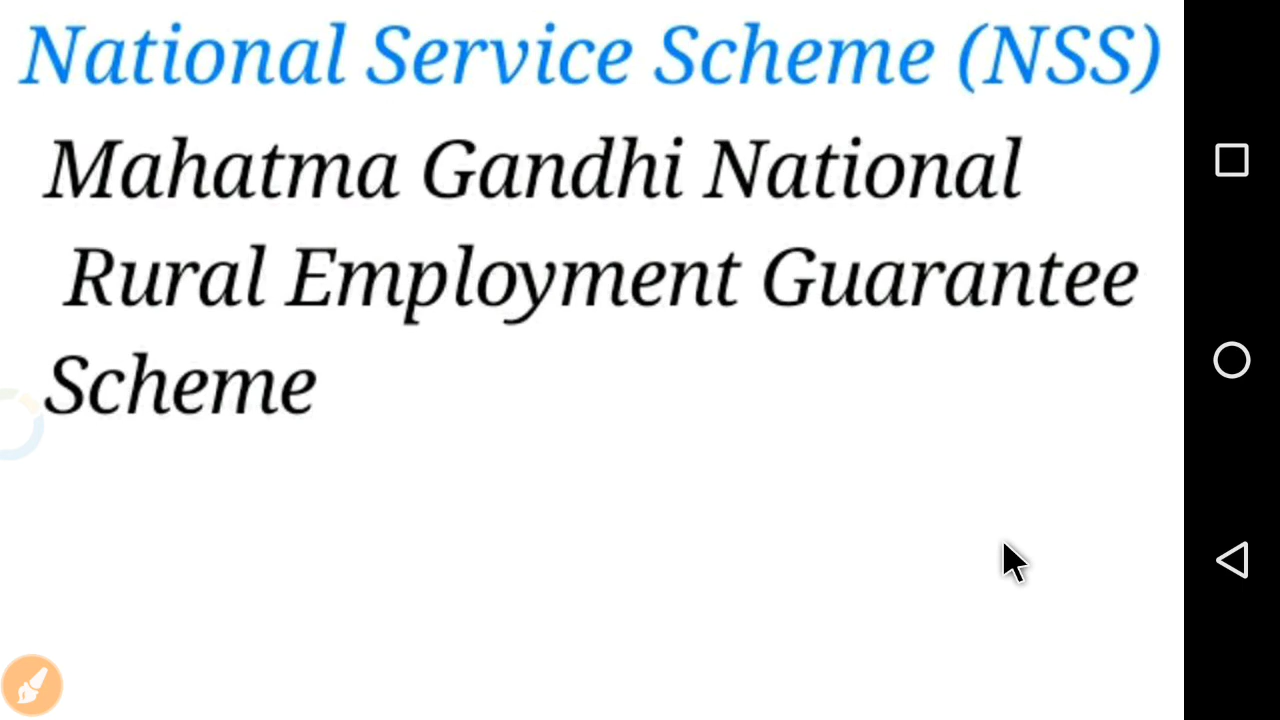 National Service Scheme (NSS)
Mahatma Gandhi National
Rural Employment Guarantee
Scheme